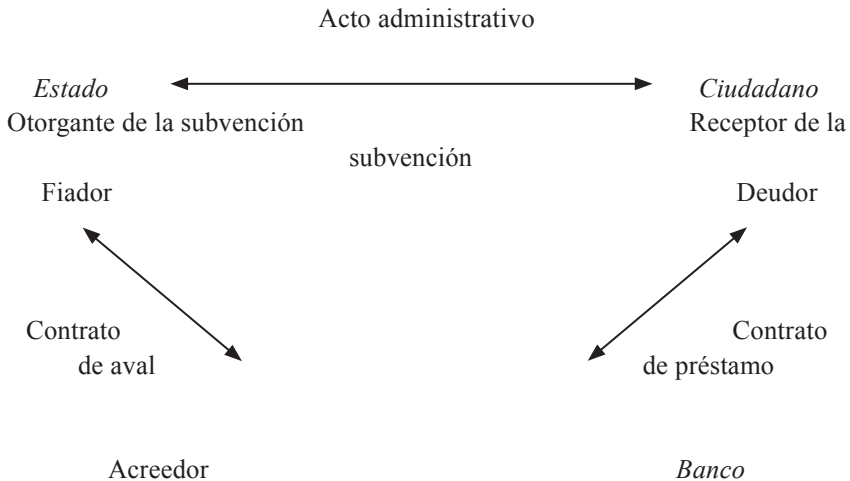 Acto administrativo
Estado Ciudadano
Otorgante de la subvención Receptor de la
subvención
Fiador Deudor
Contrato Contrato
de aval de préstamo
Acreedor Banco